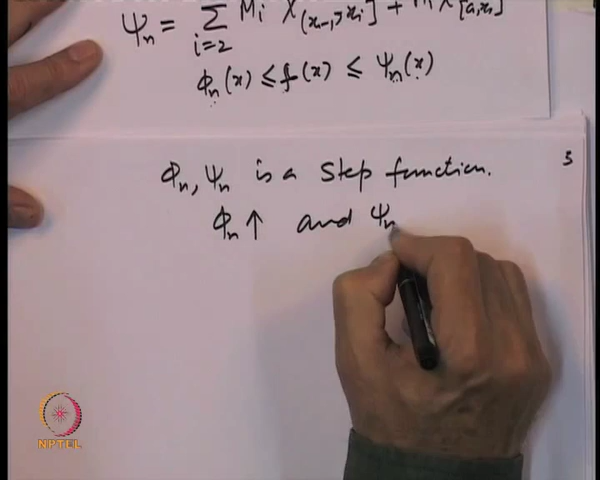 Ψₙ = ∑ᵢ₌₂ Mᵢ χ(xᵢ₋₁, xᵢ] + M₁ χ[a, x₁]
ϕₙ(x) ≤ f(x) ≤ Ψₙ(x)
3
Φₙ, Ψₙ is a step function.
Φₙ ↑ and Ψₙ
NPTEL